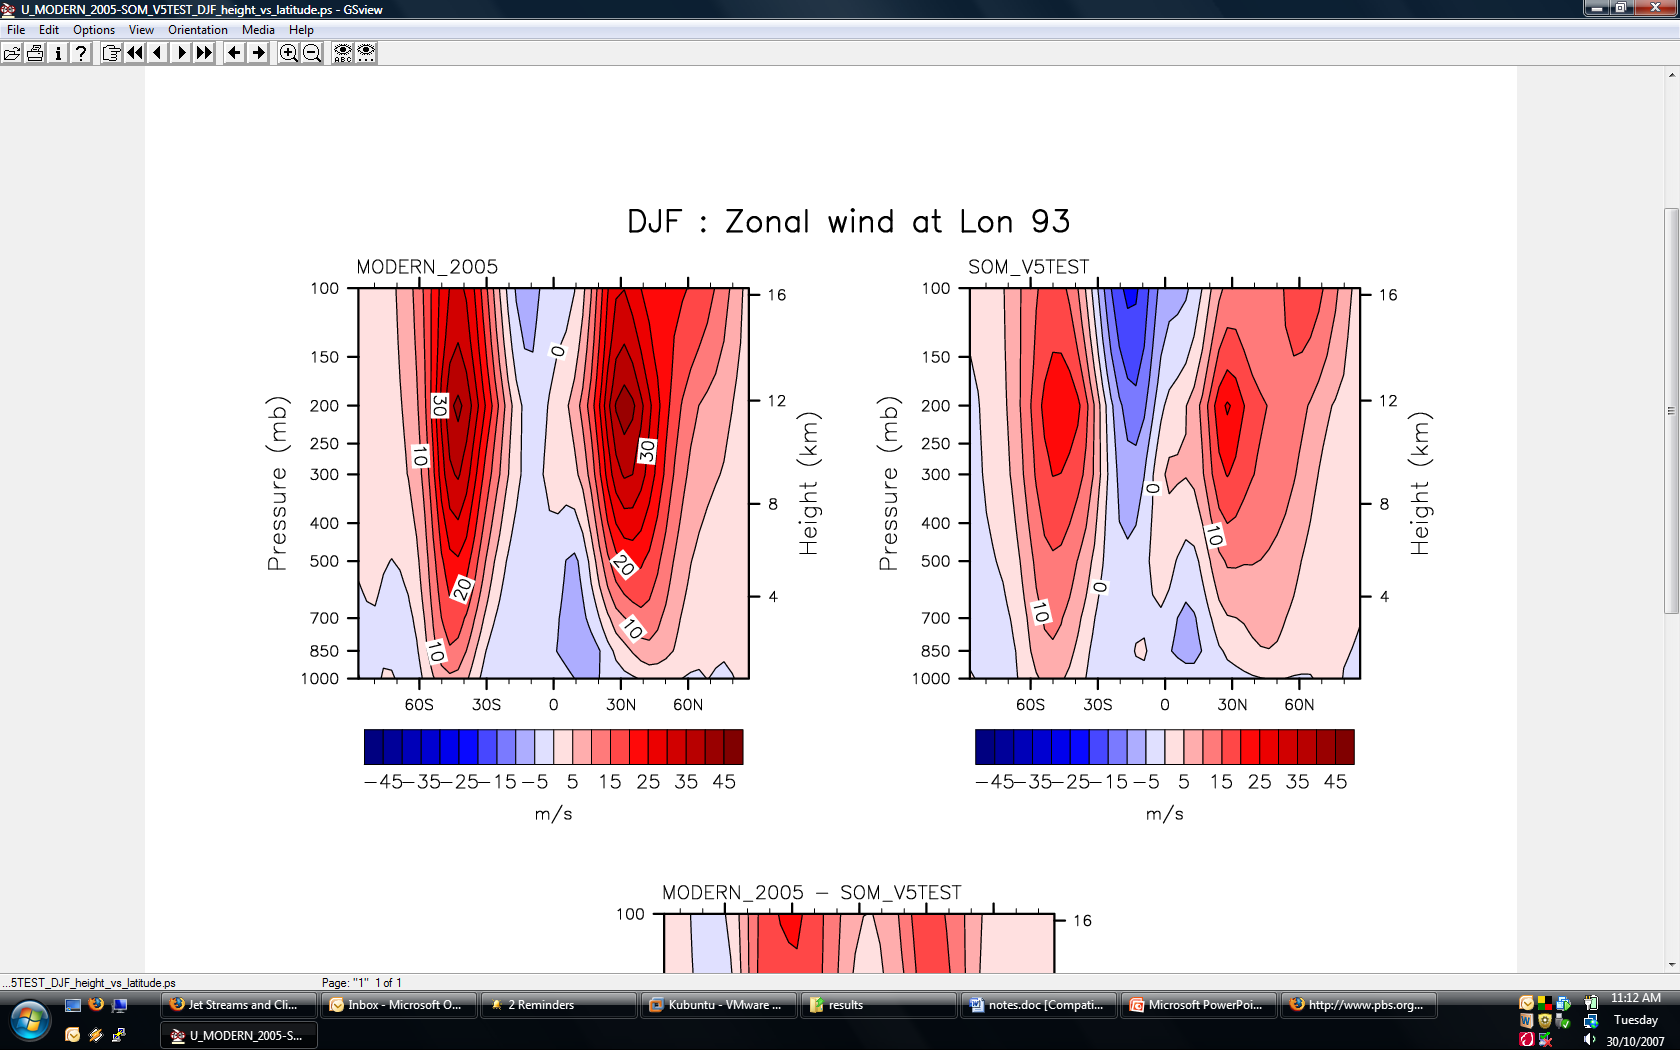 U_MODERN_2005-SOM_V5TEST_DJF_height_vs_latitude.ps - GSview
File Edit Options View Orientation Media Help
i ? ABC
DJF : Zonal wind at Lon 93
MODERN_2005
100
150
200
250
300
400
500
700
850
1000
Pressure (mb)
16
12
8
4
Height (km)
0
30
10
30
20
20
10
10
60S 30S 0 30N 60N
−45 −35 −25 −15 −5 5 15 25 35 45
m/s
SOM_V5TEST
100
150
200
250
300
400
500
700
850
1000
Pressure (mb)
16
12
8
4
Height (km)
0
10
0
10
60S 30S 0 30N 60N
−45 −35 −25 −15 −5 5 15 25 35 45
m/s
MODERN_2005 − SOM_V5TEST
100
16
...5TEST_DJF_height_vs_latitude.ps Page: "1" 1 of 1
Jet Streams and Cli... Inbox - Microsoft O... 2 Reminders Kubuntu - VMware ... results notes.doc [Compati... Microsoft PowerPoi... http://www.pbs.org...
U_MODERN_2005-S...
11:12 AM
Tuesday
30/10/2007